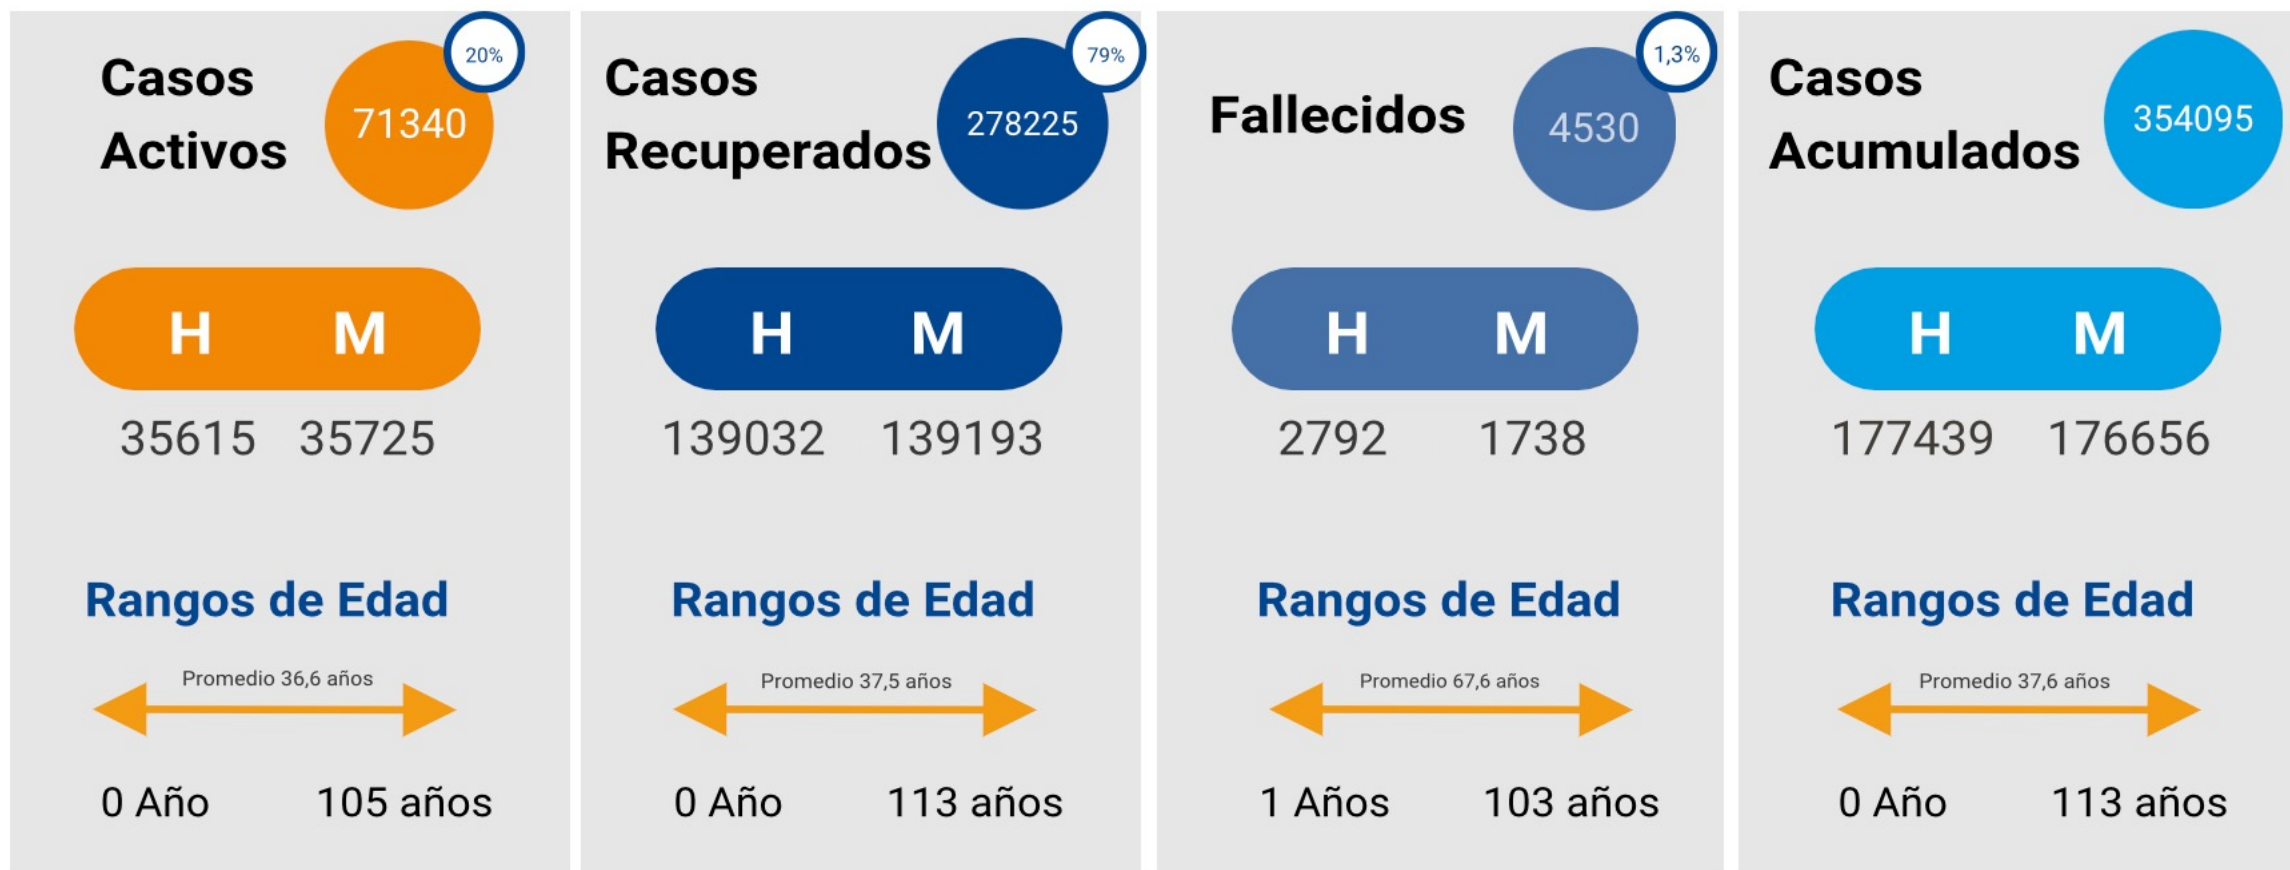 Casos
Activos
71340
20%
H M
35615 35725
Rangos de Edad
Promedio 36,6 años
0 Año 105 años
Casos
Recuperados
278225
79%
H M
139032 139193
Rangos de Edad
Promedio 37,5 años
0 Año 113 años
Fallecidos
4530
1,3%
H M
2792 1738
Rangos de Edad
Promedio 67,6 años
1 Años 103 años
Casos
Acumulados
354095
H M
177439 176656
Rangos de Edad
Promedio 37,6 años
0 Año 113 años